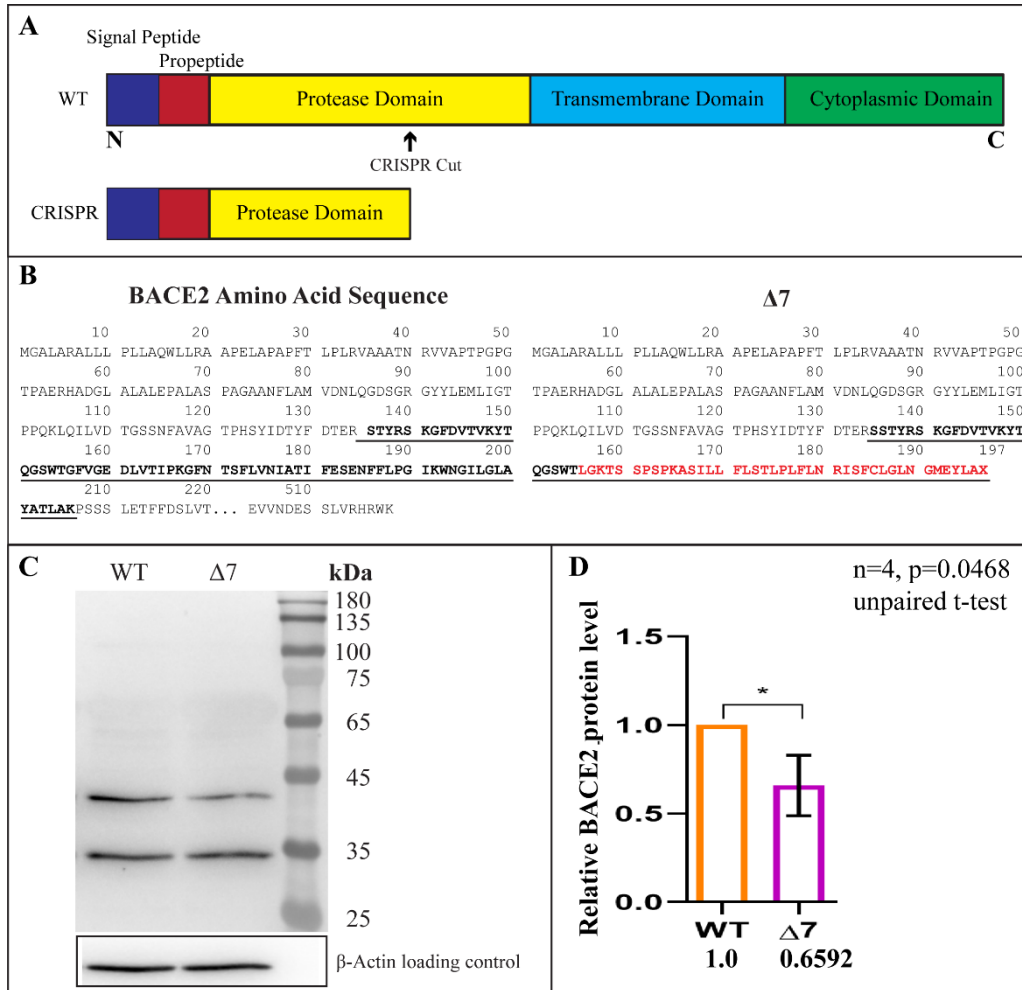 A
Signal Peptide
Propeptide
WT
Protease Domain
Transmembrane Domain
Cytoplasmic Domain
N
C
CRISPR Cut
CRISPR
Protease Domain
B
BACE2 Amino Acid Sequence
10 20 30 40 50
MGALARALLL PLLAQWLLRA APELAPAPFT LPLRVAAATN RVVAPTPGPG
60 70 80 90 100
TPAERHADGL ALALEPALAS PAGAANFLAM VDNLQGDSGR GYYLEMLIGT
110 120 130 140 150
PPQKLQILVD TGSSNFAVAG TPHSYIDTYF DTER STYRS KGFDVTVKYT
160 170 180 190 200
QGSWTGFVGE DLVTIPKGFN TSFLVNIATI FESENFFLPG IKWNGILGLA
210 220 510
YATLAKPSSS LETFFDSLVT... EVVNDESS SLVRHRWK
Δ7
10 20 30 40 50
MGALARALLL PLLAQWLLRA APELAPAPFT LPLRVAAATN RVVAPTPGPG
60 70 80 90 100
TPAERHADGL ALALEPALAS PAGAANFLAM VDNLQGDSGR GYYLEMLIGT
110 120 130 140 150
PPQKLQILVD TGSSNFAVAG TPHSYIDTYF DTERSSTYRS KGFDVTVKYT
160 170 180 190 197
QGSWTLGKTS SPSPKASILL FLSTLPLFLN RISFCLGLNG GMEYLAX
C
WT Δ7 kDa
180
135
100
75
65
45
35
25
β-Actin loading control
D
n=4, p=0.0468
unpaired t-test
Relative BACE2 protein level
1.5
1.0
0.5
0.0
*
WT Δ7
1.0 0.6592